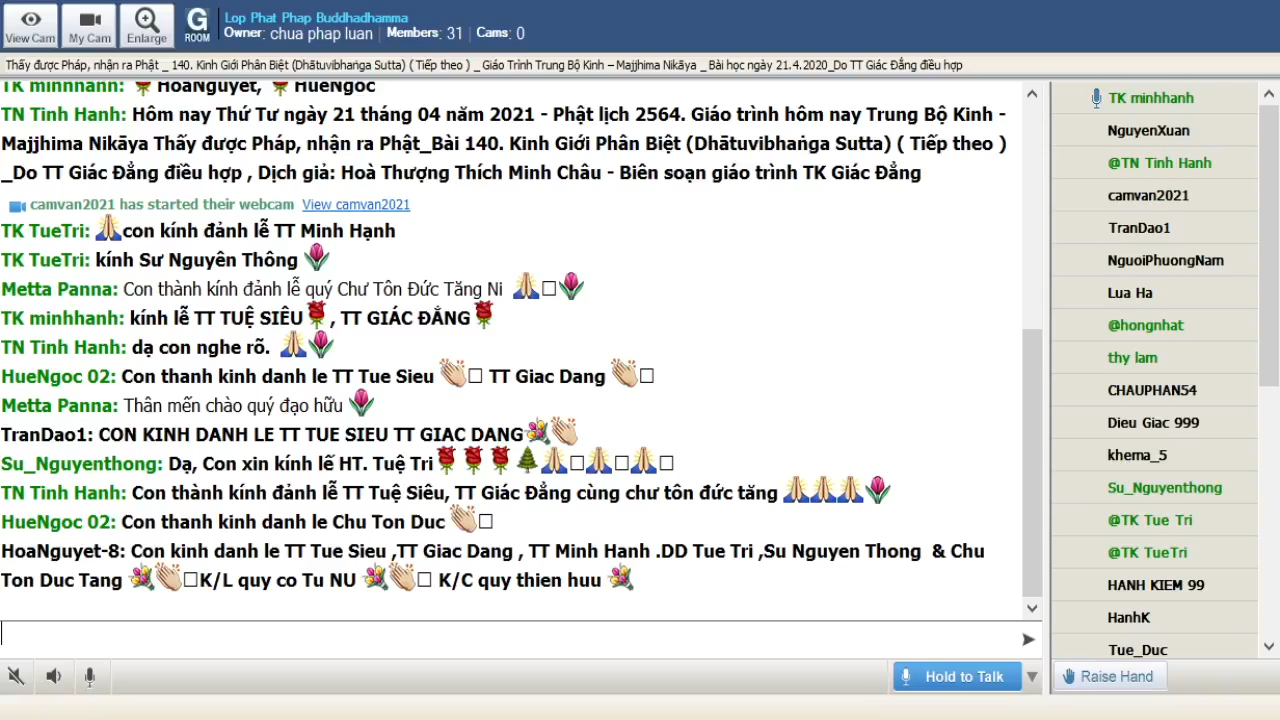 View Cam
My Cam
Enlarge
G
ROOM
Lop Phat Phap Buddhadhamma
Owner: chua phap luan | Members: 31 | Cams: 0
Thấy được Pháp, nhận ra Phật _ 140. Kinh Giới Phân Biệt (Dhātuvibhaṅga Sutta) ( Tiếp theo ) _ Giáo Trình Trung Bộ Kinh – Majjhima Nikāya _ Bài học ngày 21.4.2020_Do TT Giác Đẳng điều hợp
TK minhhanh: 🌹HoaNguyet, 🌹HueNgoc
TN Tinh Hanh: Hôm nay Thứ Tư ngày 21 tháng 04 năm 2021 - Phật lịch 2564. Giáo trình hôm nay Trung Bộ Kinh -
Majjhima Nikāya Thấy được Pháp, nhận ra Phật_Bài 140. Kinh Giới Phân Biệt (Dhātuvibhaṅga Sutta) ( Tiếp theo )
_Do TT Giác Đẳng điều hợp , Dịch giả: Hoà Thượng Thích Minh Châu - Biên soạn giáo trình TK Giác Đẳng
camvan2021 has started their webcam View camvan2021
TK TueTri: 🙏con kính đảnh lễ TT Minh Hạnh
TK TueTri: kính Sư Nguyên Thông 🌷
Metta Panna: Con thành kính đảnh lễ quý Chư Tôn Đức Tăng Ni 🙏□🌷
TK minhhanh: kính lễ TT TUỆ SIÊU🌹, TT GIÁC ĐẲNG🌹
TN Tinh Hanh: dạ con nghe rõ. 🙏🌷
HueNgoc 02: Con thanh kinh danh le TT Tue Sieu 👏□ TT Giac Dang 👏□
Metta Panna: Thân mến chào quý đạo hữu 🌷
TranDao1: CON KINH DANH LE TT TUE SIEU TT GIAC DANG💐👏
Su_Nguyenthong: Dạ, Con xin kính lế HT. Tuệ Tri🌹🌹🌹🌲🙏□🙏□🙏□
TN Tinh Hanh: Con thành kính đảnh lễ TT Tuệ Siêu, TT Giác Đẳng cùng chư tôn đức tăng 🙏🙏🙏🌷
HueNgoc 02: Con thanh kinh danh le Chu Ton Duc 👏□
HoaNguyet-8: Con kinh danh le TT Tue Sieu ,TT Giac Dang , TT Minh Hanh .DD Tue Tri ,Su Nguyen Thong & Chu
Ton Duc Tang 💐👏□K/L quy co Tu NU 💐👏□ K/C quy thien huu 💐
Hold to Talk
TK minhhanh
NguyenXuan
@TN Tinh Hanh
camvan2021
TranDao1
NguoiPhuongNam
Lua Ha
@hongnhat
thy lam
CHAUPHAN54
Dieu Giac 999
khema_5
Su_Nguyenthong
@TK Tue Tri
@TK TueTri
HANH KIEM 99
HanhK
Tue_Duc
Raise Hand